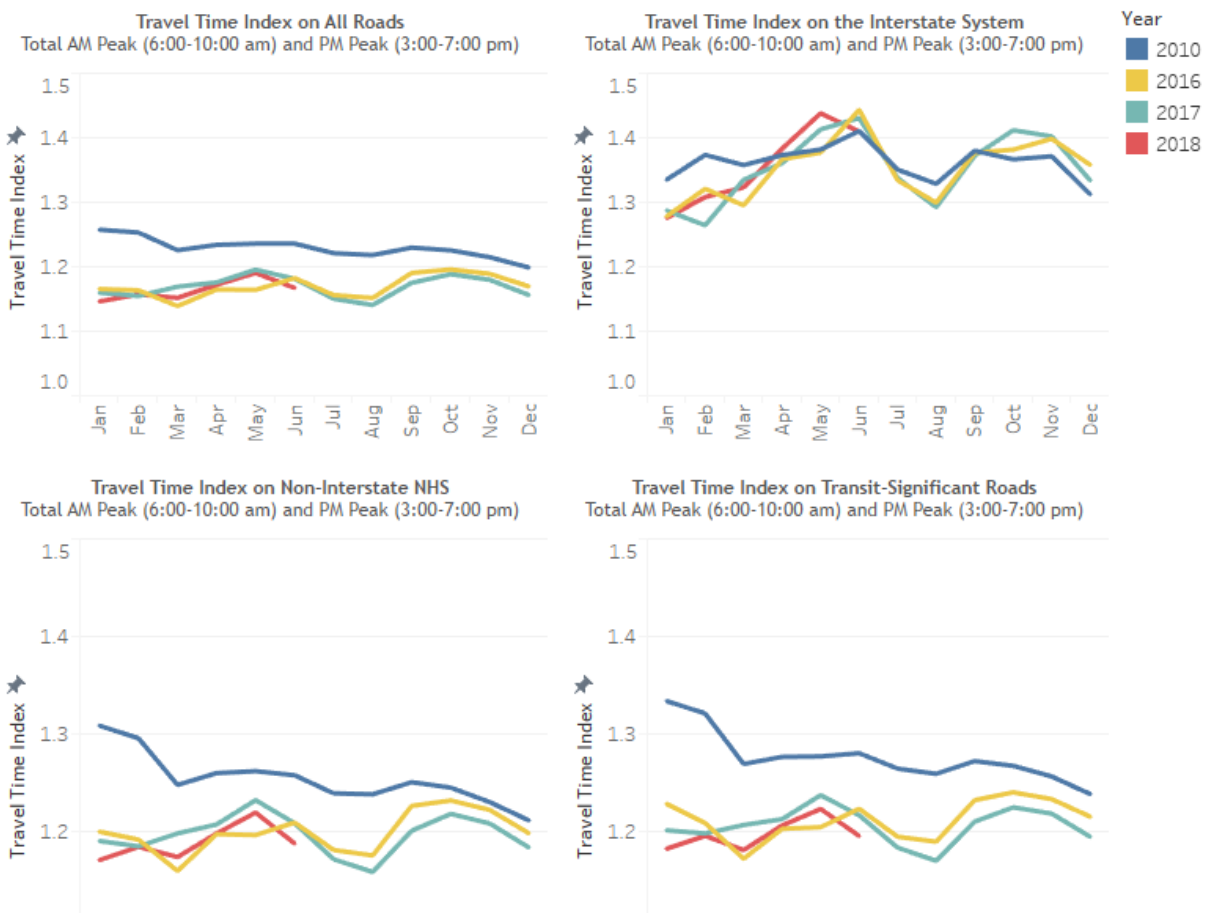 Travel Time Index on All Roads
Total AM Peak (6:00-10:00 am) and PM Peak (3:00-7:00 pm)
Travel Time Index
1.5
1.4
1.3
1.2
1.1
1.0
Jan
Feb
Mar
Apr
May
Jun
Jul
Aug
Sep
Oct
Nov
Dec
Travel Time Index on the Interstate System
Total AM Peak (6:00-10:00 am) and PM Peak (3:00-7:00 pm)
Travel Time Index
1.5
1.4
1.3
1.2
1.1
1.0
Jan
Feb
Mar
Apr
May
Jun
Jul
Aug
Sep
Oct
Nov
Dec
Year
2010
2016
2017
2018
Travel Time Index on Non-Interstate NHS
Total AM Peak (6:00-10:00 am) and PM Peak (3:00-7:00 pm)
Travel Time Index
1.5
1.4
1.3
1.2
Travel Time Index on Transit-Significant Roads
Total AM Peak (6:00-10:00 am) and PM Peak (3:00-7:00 pm)
Travel Time Index
1.5
1.4
1.3
1.2